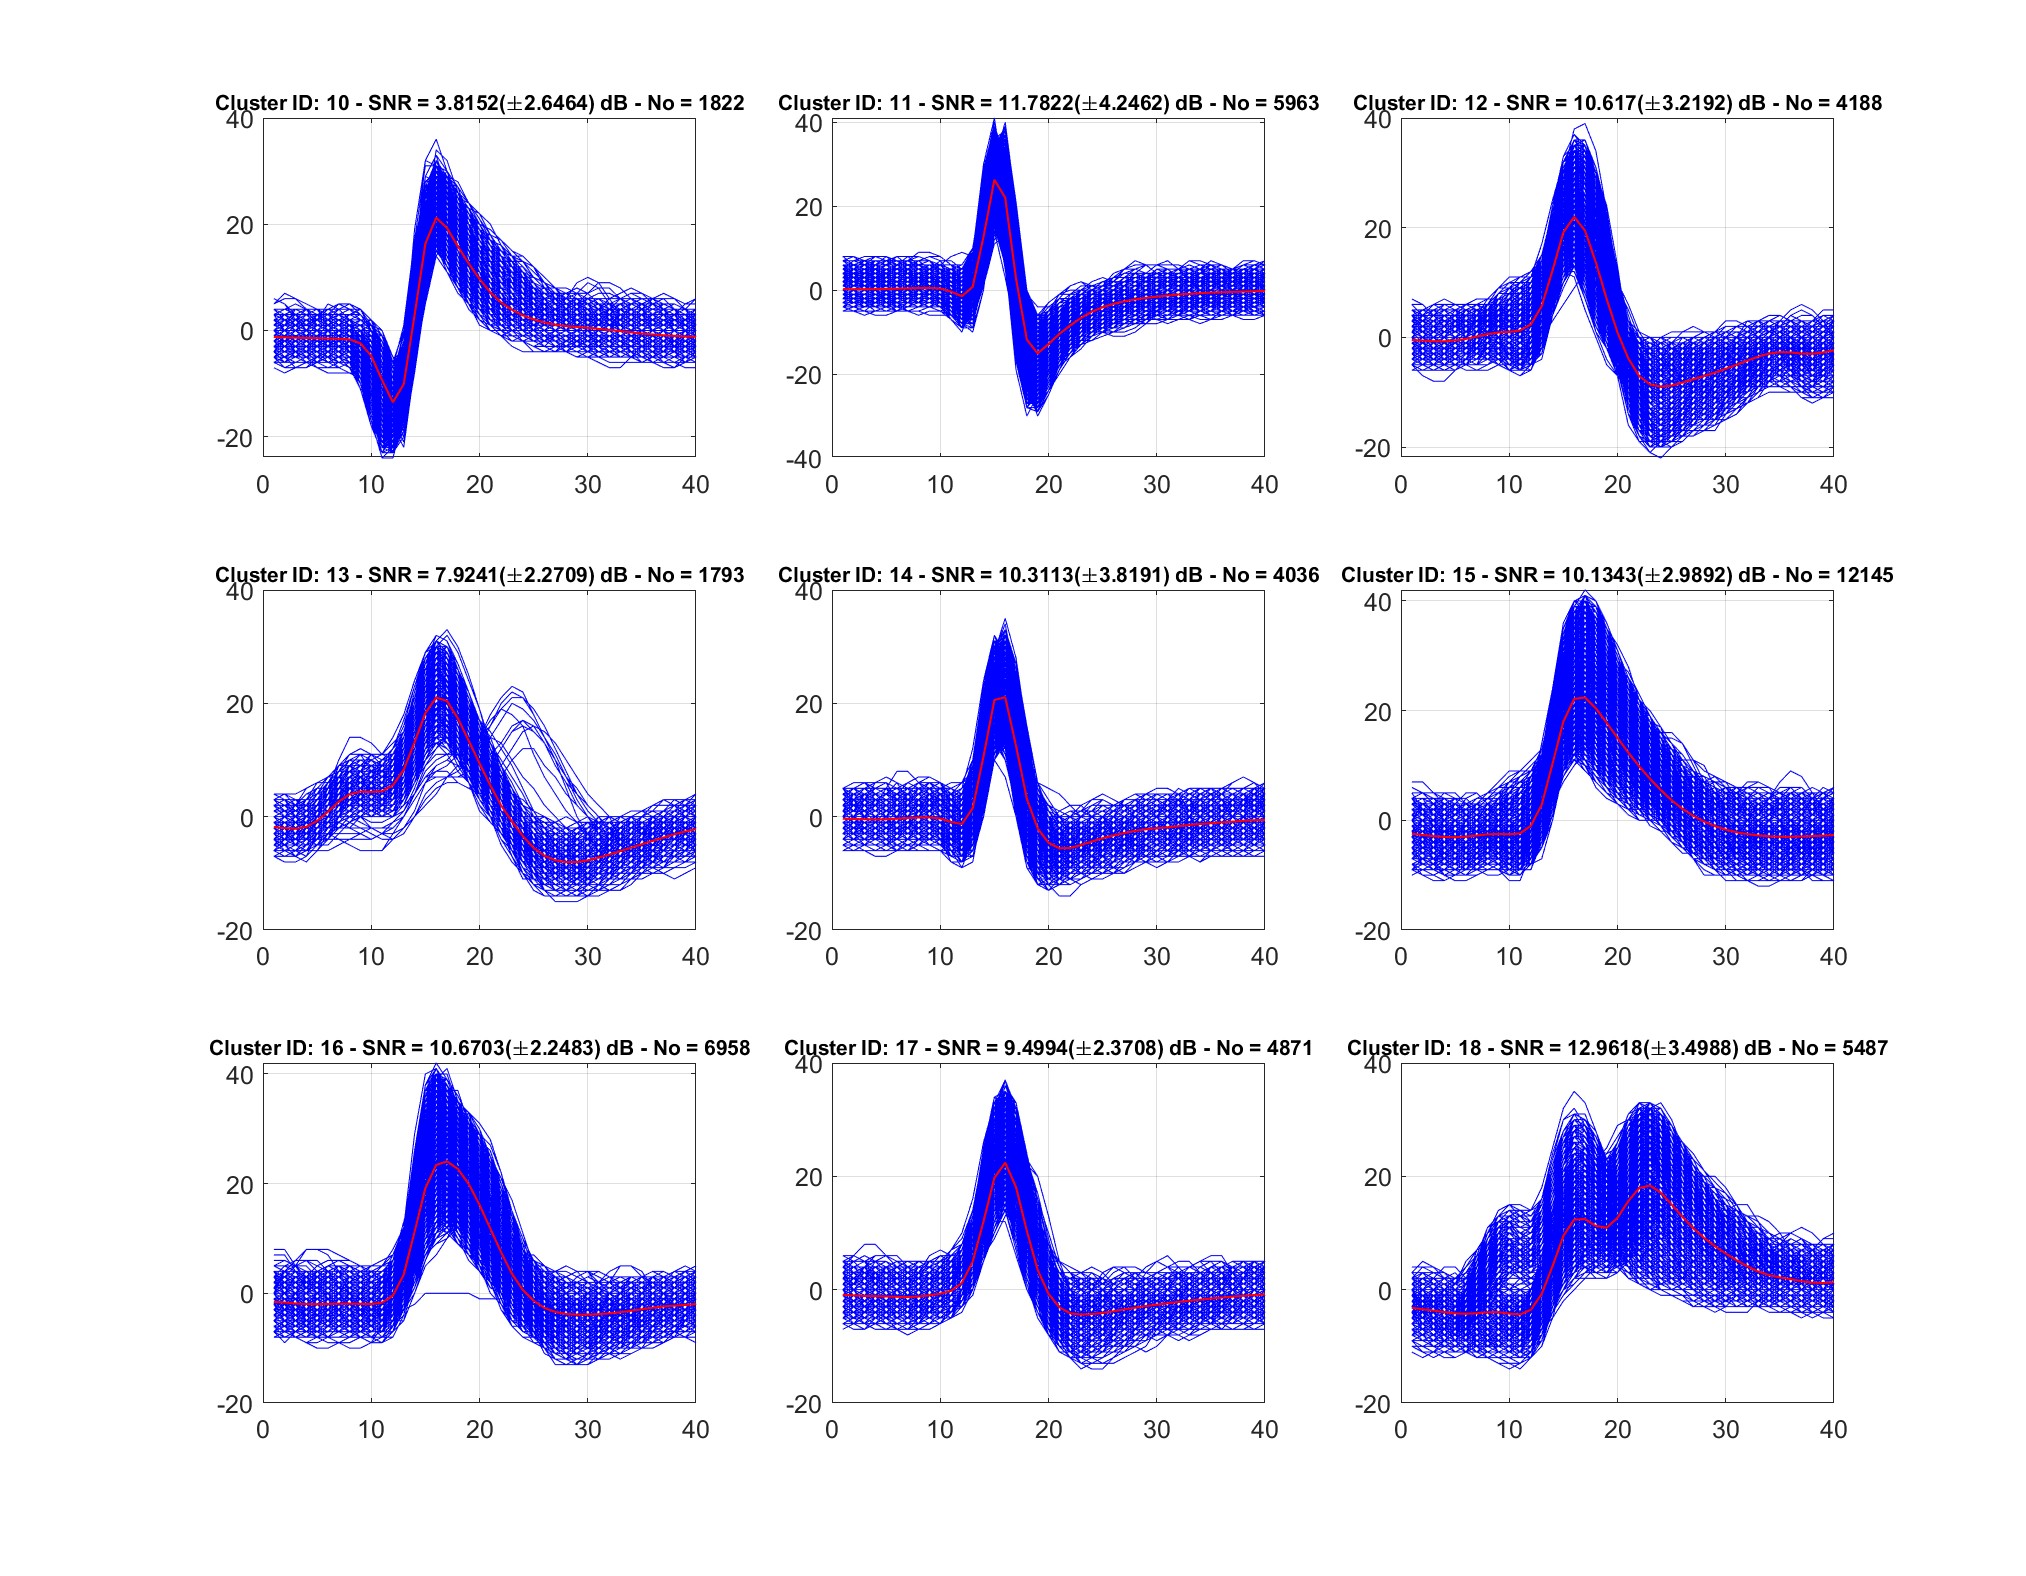 Cluster ID: 10 - SNR = 3.8152(±2.6464) dB - No = 1822
40
20
0
-20
0 10 20 30 40
Cluster ID: 11 - SNR = 11.7822(±4.2462) dB - No = 5963
40
20
0
-20
-40
0 10 20 30 40
Cluster ID: 12 - SNR = 10.617(±3.2192) dB - No = 4188
40
20
0
-20
0 10 20 30 40
Cluster ID: 13 - SNR = 7.9241(±2.2709) dB - No = 1793
40
20
0
-20
0 10 20 30 40
Cluster ID: 14 - SNR = 10.3113(±3.8191) dB - No = 4036
40
20
0
-20
0 10 20 30 40
Cluster ID: 15 - SNR = 10.1343(±2.9892) dB - No = 12145
40
20
0
-20
0 10 20 30 40
Cluster ID: 16 - SNR = 10.6703(±2.2483) dB - No = 6958
40
20
0
-20
0 10 20 30 40
Cluster ID: 17 - SNR = 9.4994(±2.3708) dB - No = 4871
40
20
0
-20
0 10 20 30 40
Cluster ID: 18 - SNR = 12.9618(±3.4988) dB - No = 5487
40
20
0
-20
0 10 20 30 40